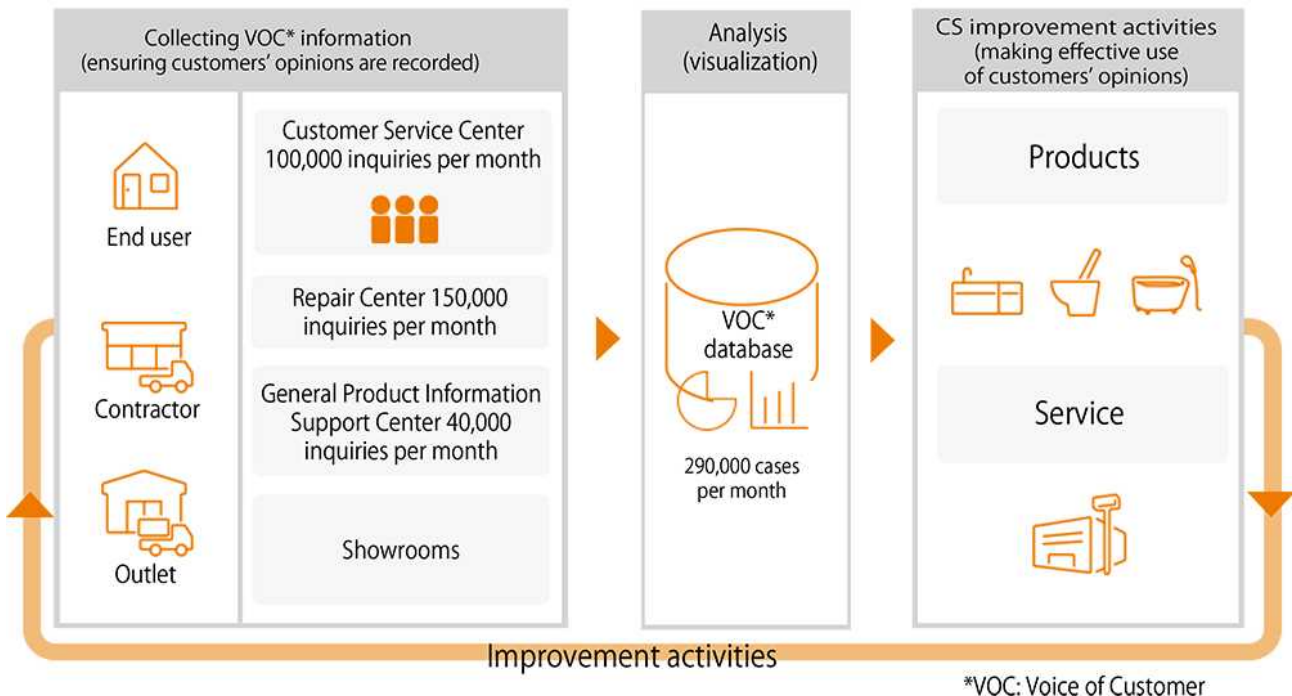 Collecting VOC* information
(ensuring customers' opinions are recorded)
End user
Contractor
Outlet
Customer Service Center
100,000 inquiries per month
Repair Center 150,000
inquiries per month
General Product Information
Support Center 40,000
inquiries per month
Showrooms
Analysis
(visualization)
VOC*
database
290,000 cases
per month
CS improvement activities
(making effective use
of customers' opinions)
Products
Service
Improvement activities
*VOC: Voice of Customer